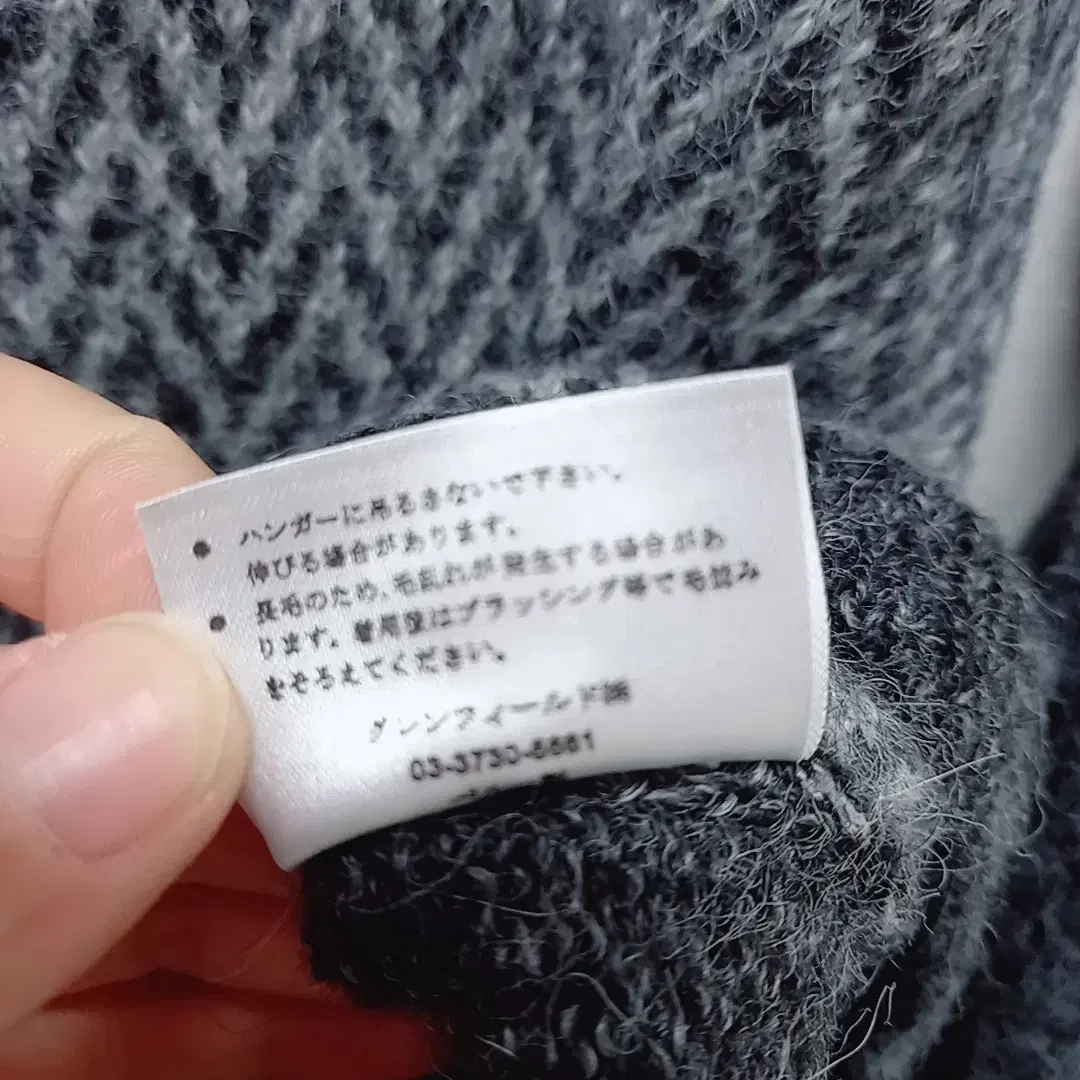 • ハンガーに吊るさないで下さい。
伸びる場合があります。
• 長毛のため、毛乱れが発生する場合があ
ります。着用後はブラッシング等で毛並み
をそろえてください。
グレンフィールド㈱
03-3730-5661